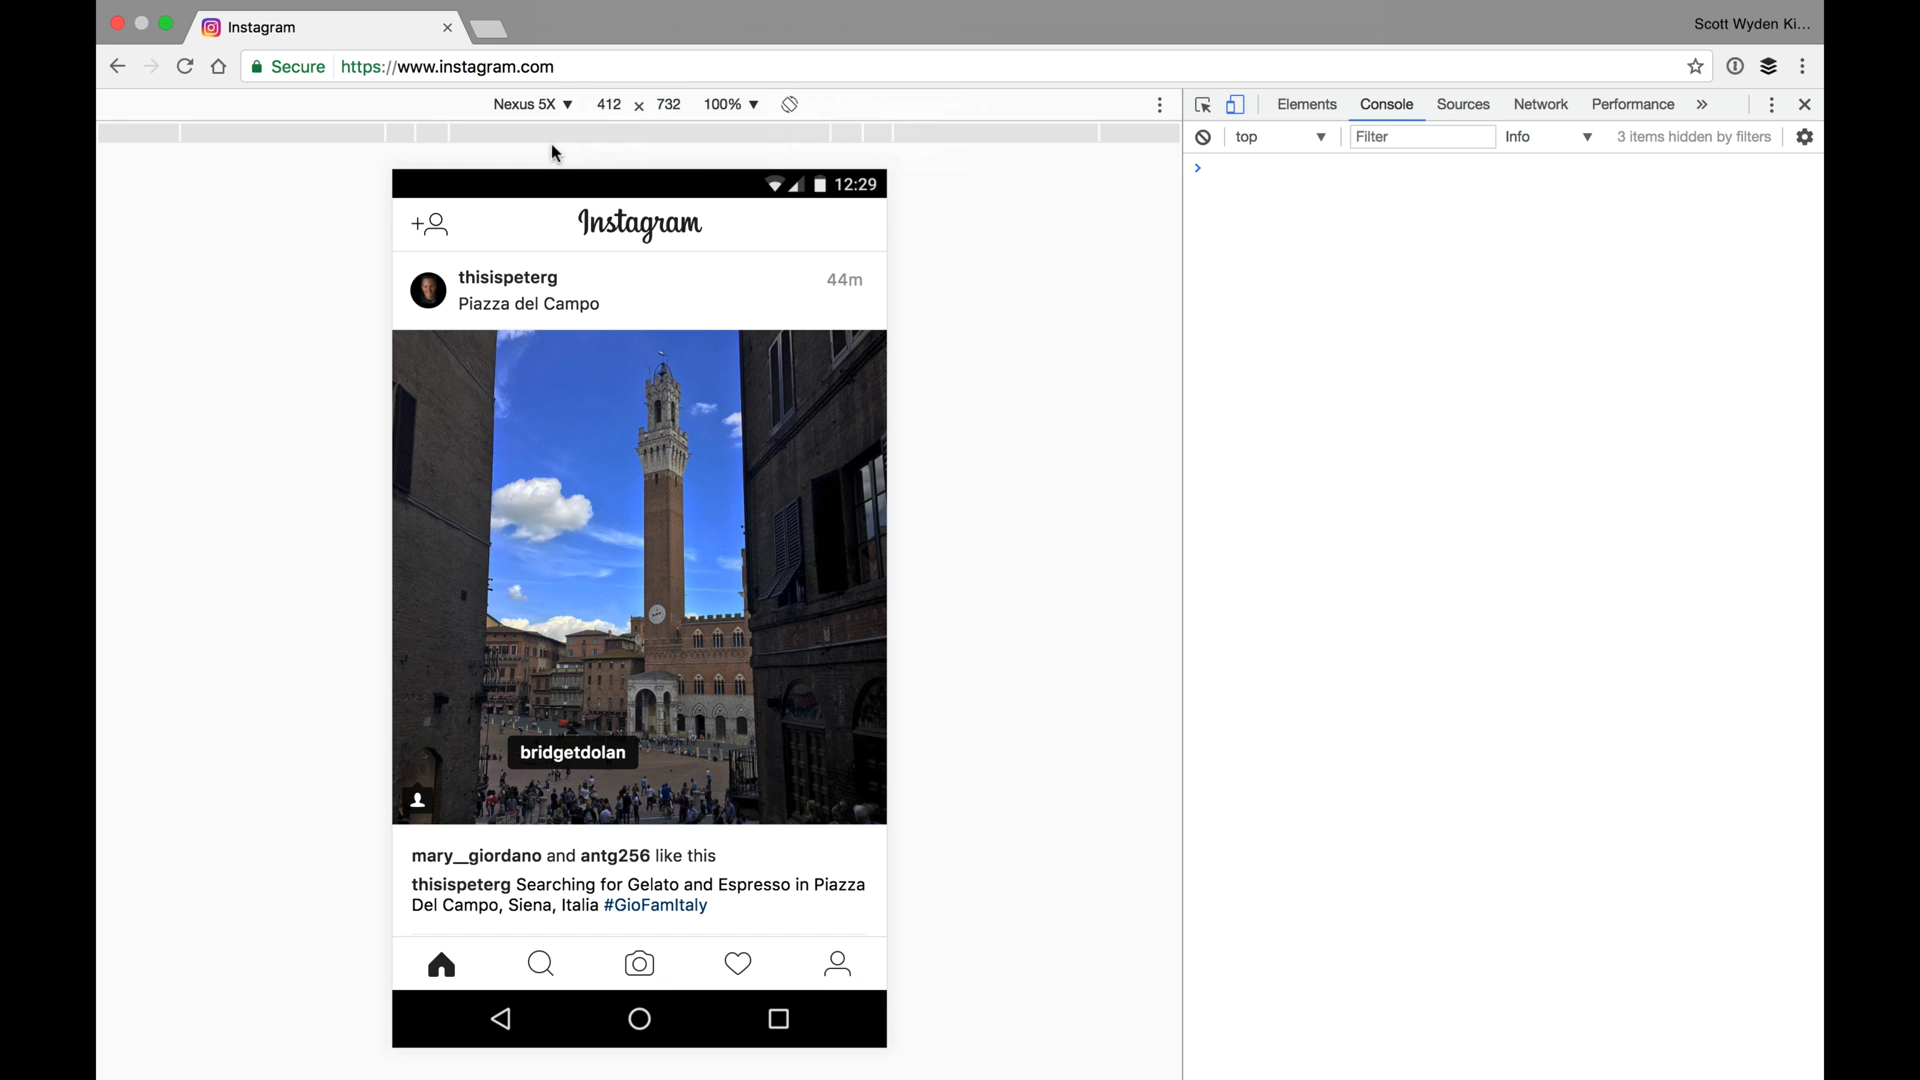 Instagram
Scott Wyden Ki...
Secure
https://www.instagram.com
Nexus 5X ▼ 412 × 732 100% ▼
Elements Console Sources Network Performance »
top ▼ Filter Info ▼ 3 items hidden by filters
>
12:29
Instagram
thisispeterg 44m
Piazza del Campo
bridgetdolan
mary__giordano and antg256 like this
thisispeterg Searching for Gelato and Espresso in Piazza
Del Campo, Siena, Italia #GioFamItaly